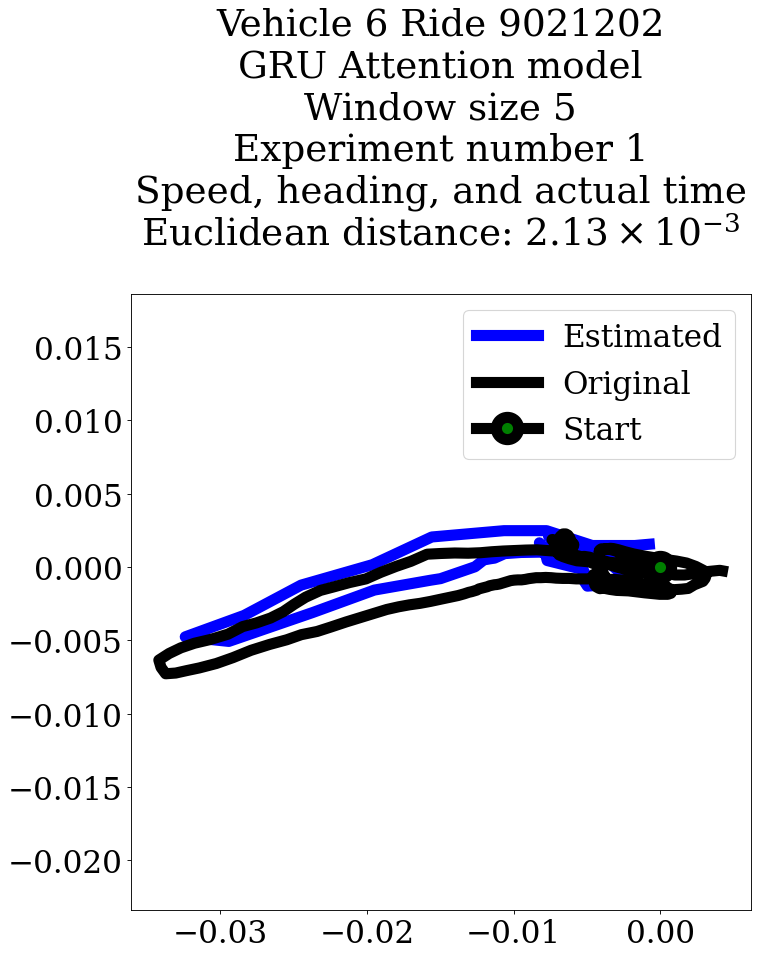 Vehicle 6 Ride 9021202
GRU Attention model
Window size 5
Experiment number 1
Speed, heading, and actual time
Euclidean distance: 2.13 × 10⁻³
Estimated
Original
Start
0.015
0.010
0.005
0.000
−0.005
−0.010
−0.015
−0.020
−0.03
−0.02
−0.01
0.00